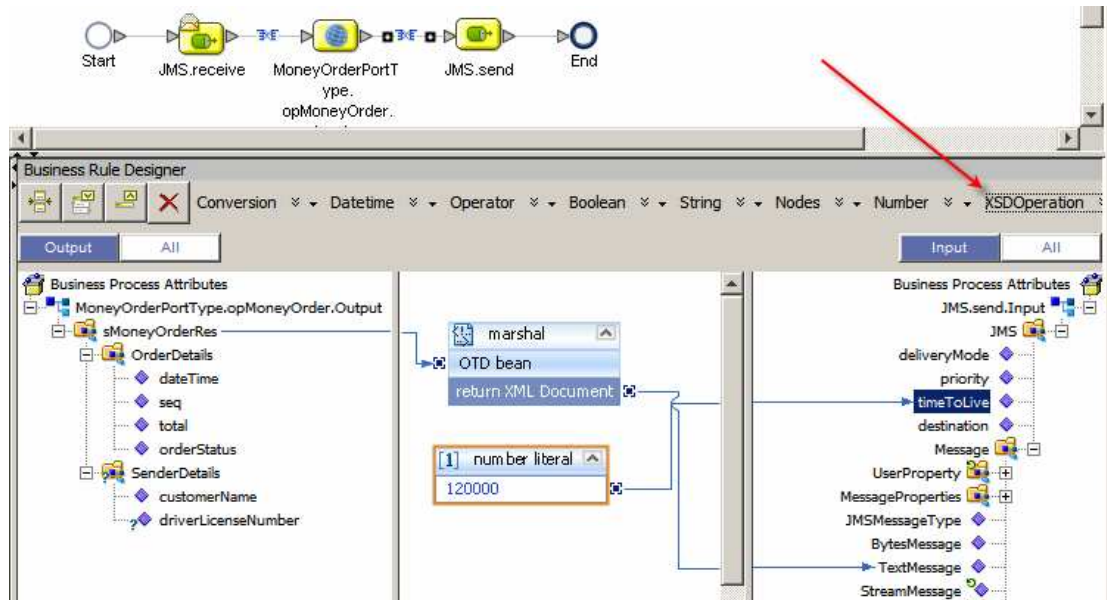 Start
JMS.receive
MoneyOrderPortT
ype.
opMoneyOrder.
JMS.send
End
Business Rule Designer
Conversion Datetime Operator Boolean String Nodes Number XSDOperation
Output All Input All
Business Process Attributes
MoneyOrderPortType.opMoneyOrder.Output
sMoneyOrderRes
OrderDetails
dateTime
seq
total
orderStatus
SenderDetails
customerName
driverLicenseNumber
marshal
OTD bean
return XML Document
[1] number literal
120000
Business Process Attributes
JMS.send.Input
JMS
deliveryMode
priority
timeToLive
destination
Message
UserProperty
MessageProperties
JMSMessageType
BytesMessage
TextMessage
StreamMessage